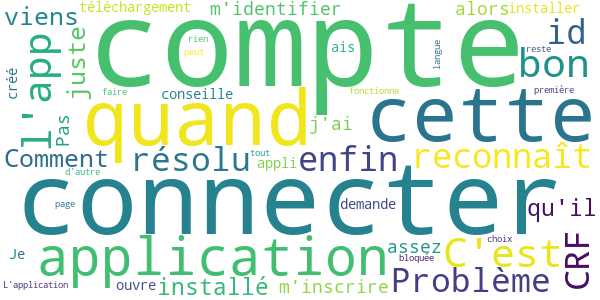 téléchargement m'identifier alors installer
viens compte id
créé l'app juste rien peut ais langue bon
faire conseille fonctionne reste première
Pas quand j'ai cette
Comment résolu tout appli enfin reconnaît
d'autre
connecter
page demande qu'il
Je application assez C'est choix CRF
bloquée
L'application ouvre installé m'inscrire Problème